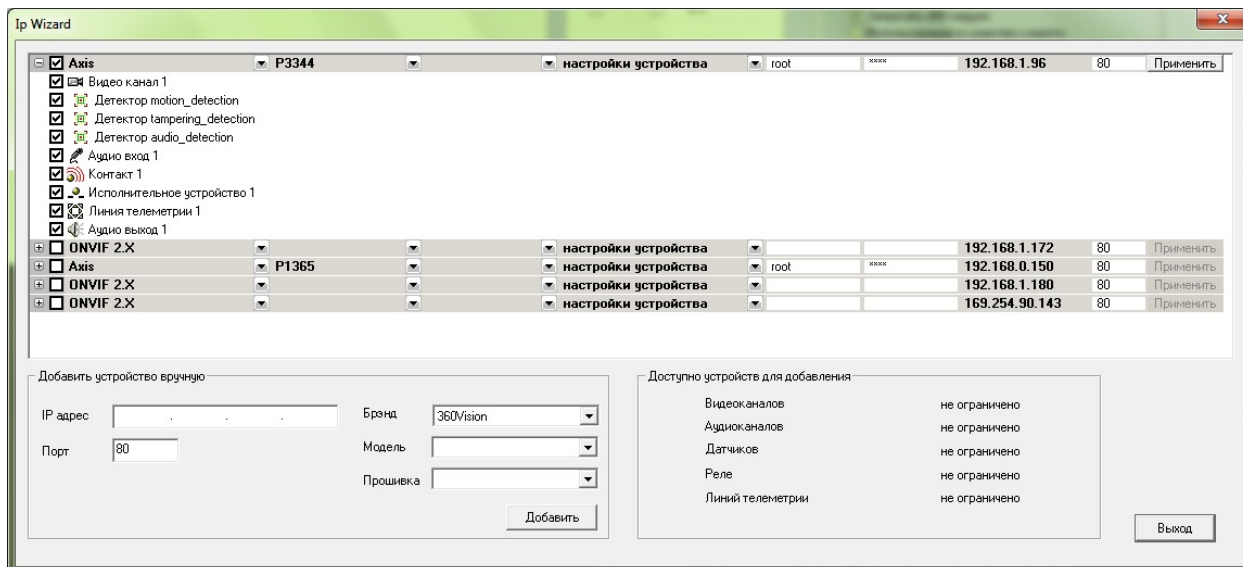 Ip Wizard
Axis P3344 настройки устройства root **** 192.168.1.96 80 Применить
Видео канал 1
Детектор motion_detection
Детектор tampering_detection
Детектор audio_detection
Аудио вход 1
Контакт 1
Исполнительное устройство 1
Линия телеметрии 1
Аудио выход 1
ONVIF 2.X настройки устройства 192.168.1.172 80 Применить
Axis P1365 настройки устройства root **** 192.168.0.150 80 Применить
ONVIF 2.X настройки устройства 192.168.1.180 80 Применить
ONVIF 2.X настройки устройства 169.254.90.143 80 Применить
Добавить устройство вручную
IP адрес . . .
Порт 80
Брэнд 360Vision
Модель
Прошивка
Добавить
Доступно устройств для добавления
Видеоканалов не ограничено
Аудиоканалов не ограничено
Датчиков не ограничено
Реле не ограничено
Линий телеметрии не ограничено
Выход